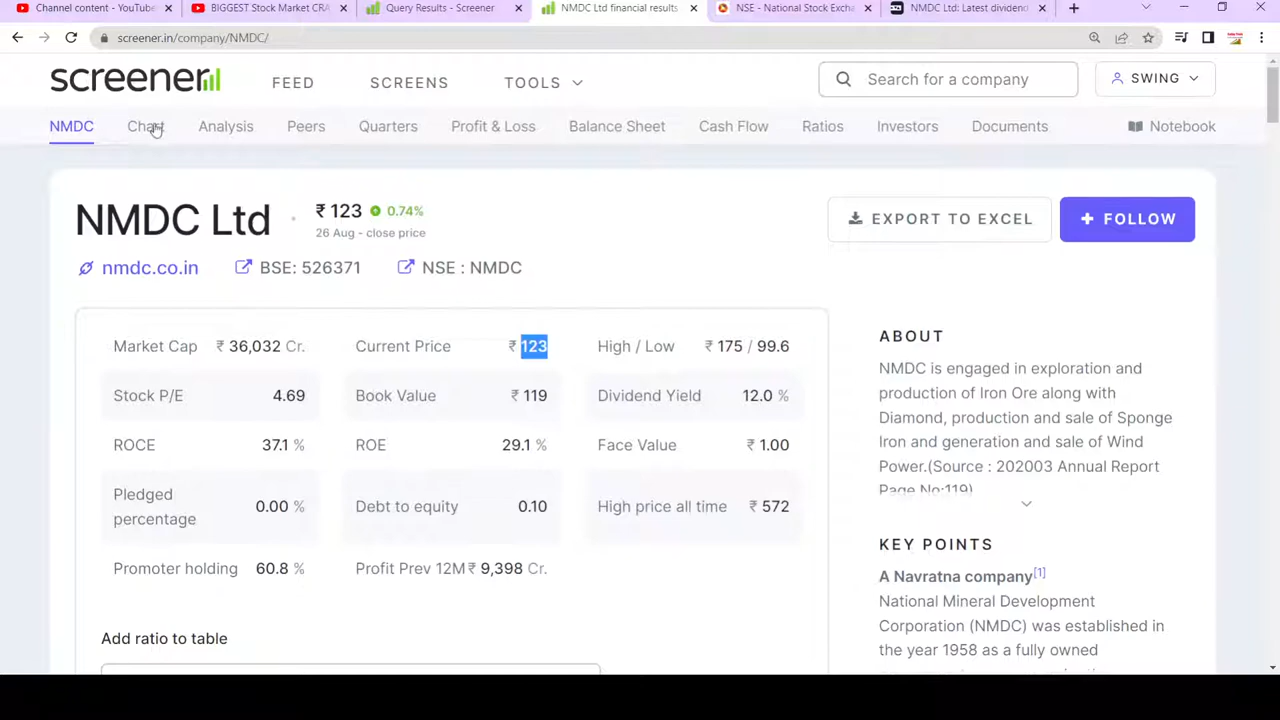 Channel content - YouTube
BIGGEST Stock Market CRA
Query Results - Screener
NMDC Ltd financial results
NSE - National Stock Excha
NMDC Ltd: Latest dividend
screener.in/company/NMDC/
screener
FEED
SCREENS
TOOLS
Search for a company
SWING
NMDC
Chart
Analysis
Peers
Quarters
Profit & Loss
Balance Sheet
Cash Flow
Ratios
Investors
Documents
Notebook
NMDC Ltd
₹ 123 0.74%
26 Aug - close price
EXPORT TO EXCEL
+ FOLLOW
nmdc.co.in
BSE: 526371
NSE : NMDC
Market Cap ₹ 36,032 Cr.
Current Price ₹ 123
High / Low ₹ 175 / 99.6
Stock P/E 4.69
Book Value ₹ 119
Dividend Yield 12.0 %
ROCE 37.1 %
ROE 29.1 %
Face Value ₹ 1.00
Pledged
percentage 0.00 %
Debt to equity 0.10
High price all time ₹ 572
Promoter holding 60.8 %
Profit Prev 12M ₹ 9,398 Cr.
Add ratio to table
ABOUT
NMDC is engaged in exploration and
production of Iron Ore along with
Diamond, production and sale of Sponge
Iron and generation and sale of Wind
Power.(Source : 202003 Annual Report
Page No:119)
KEY POINTS
A Navratna company[1]
National Mineral Development
Corporation (NMDC) was established in
the year 1958 as a fully owned